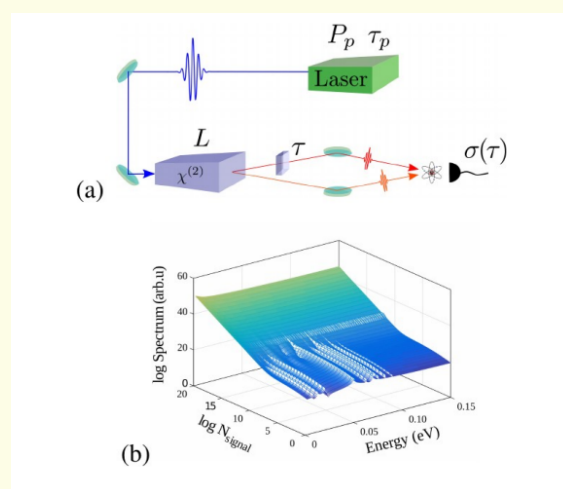 P_p τ_p
Laser
L
χ^(2)
τ
σ(τ)
(a)
log Spectrum (arb.u)
60
40
20
0
20
15
10
5
0
log N_signal
0
0.05
0.10
0.15
Energy (eV)
(b)